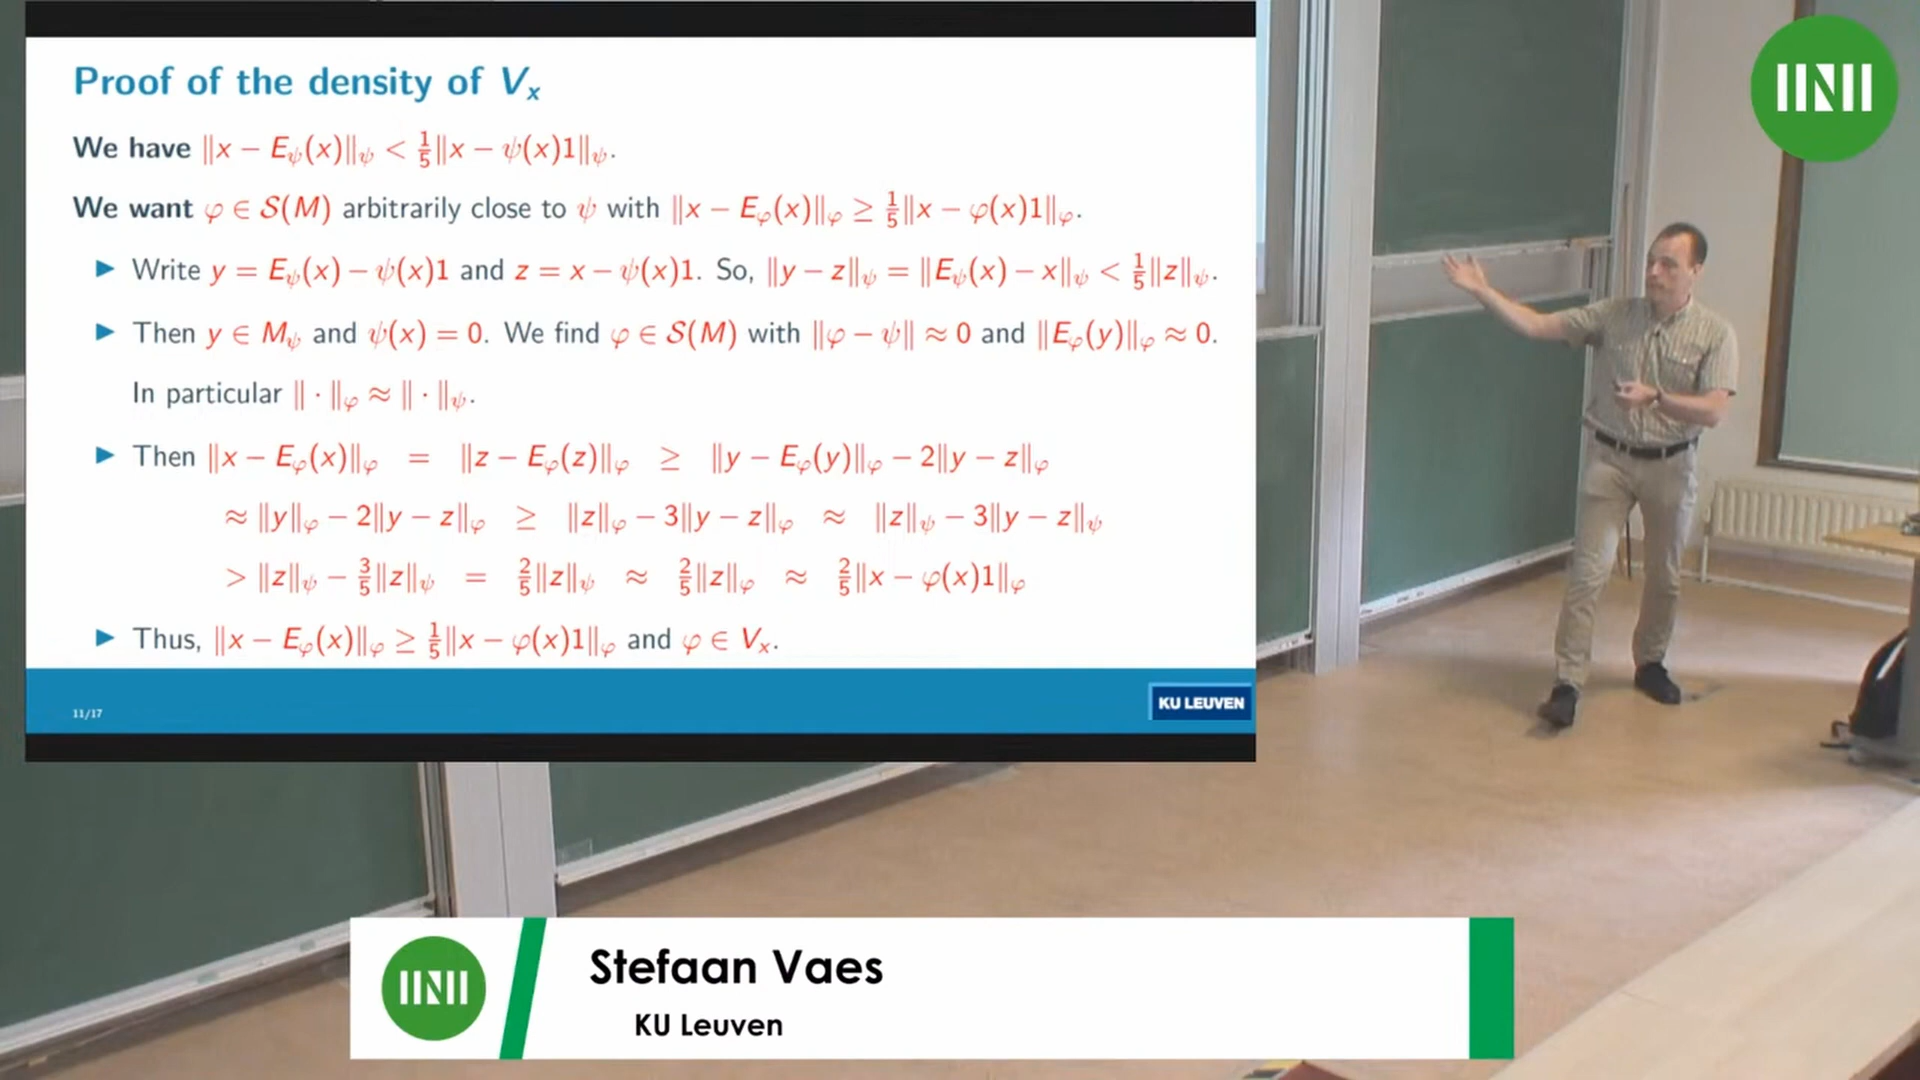 Proof of the density of Vₓ
We have ‖x − E_ψ(x)‖_ψ < 1/5‖x − ψ(x)1‖_ψ.
We want φ ∈ S(M) arbitrarily close to ψ with ‖x − E_φ(x)‖_φ ≥ 1/5‖x − φ(x)1‖_φ.
► Write y = E_ψ(x) − ψ(x)1 and z = x − ψ(x)1. So, ‖y − z‖_ψ = ‖E_ψ(x) − x‖_ψ < 1/5‖z‖_ψ.
► Then y ∈ M_ψ and ψ(x) = 0. We find φ ∈ S(M) with ‖φ − ψ‖ ≈ 0 and ‖E_φ(y)‖_φ ≈ 0.
In particular ‖ · ‖_φ ≈ ‖ · ‖_ψ.
► Then ‖x − E_φ(x)‖_φ = ‖z − E_φ(z)‖_φ ≥ ‖y − E_φ(y)‖_φ − 2‖y − z‖_φ
≈ ‖y‖_φ − 2‖y − z‖_φ ≥ ‖z‖_φ − 3‖y − z‖_φ ≈ ‖z‖_ψ − 3‖y − z‖_ψ
> ‖z‖_ψ − 3/5‖z‖_ψ = 2/5‖z‖_ψ ≈ 2/5‖z‖_φ ≈ 2/5‖x − φ(x)1‖_φ
► Thus, ‖x − E_φ(x)‖_φ ≥ 1/5‖x − φ(x)1‖_φ and φ ∈ Vₓ.
11/17
KU LEUVEN
Stefaan Vaes
KU Leuven